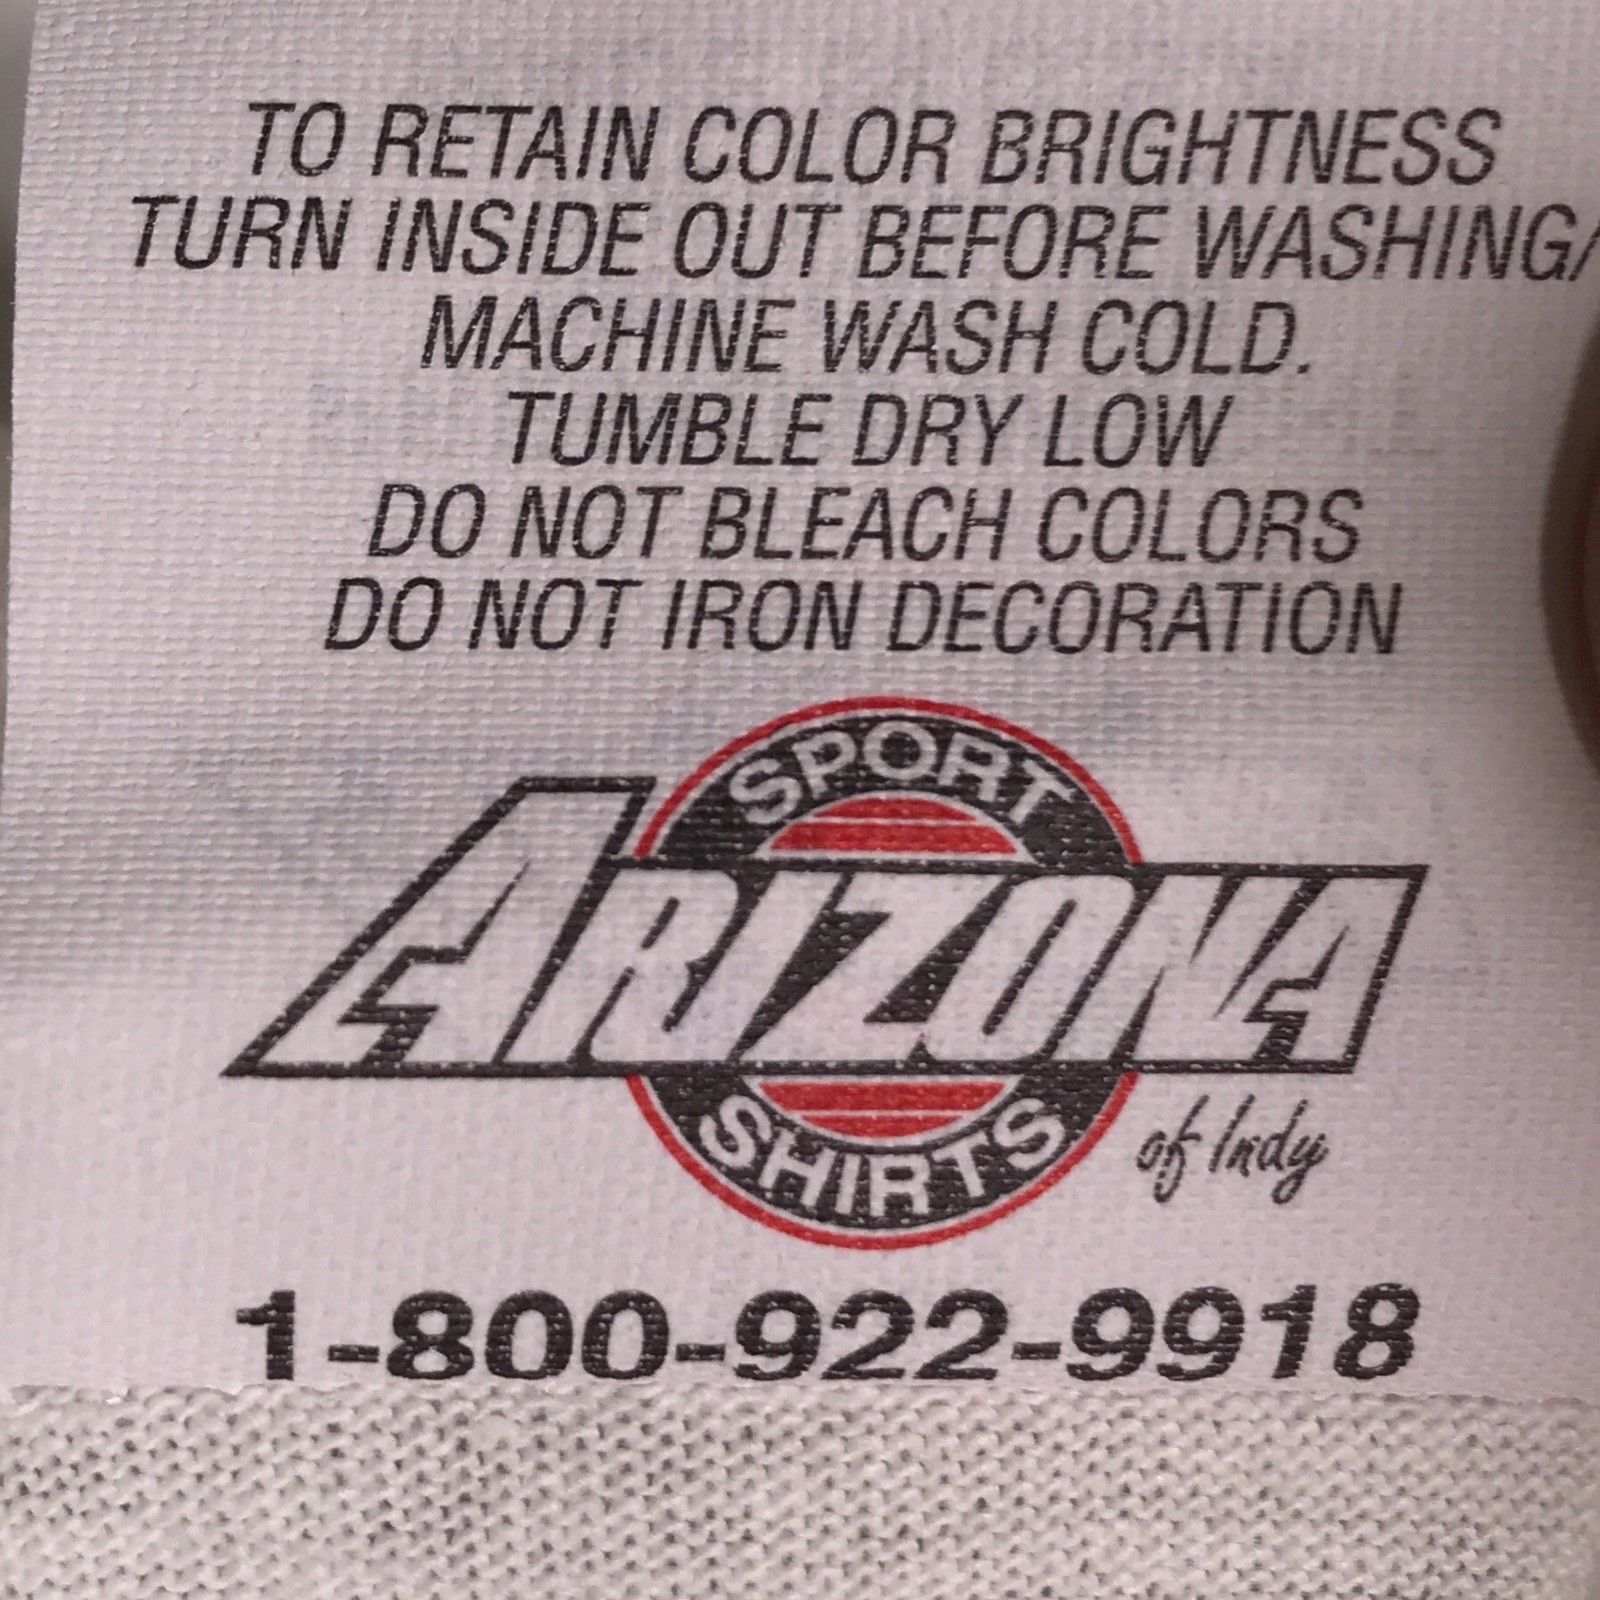 TO RETAIN COLOR BRIGHTNESS
TURN INSIDE OUT BEFORE WASHING/
MACHINE WASH COLD.
TUMBLE DRY LOW
DO NOT BLEACH COLORS
DO NOT IRON DECORATION
SPORT
ARIZONA
SHIRTS
of Indy
1-800-922-9918